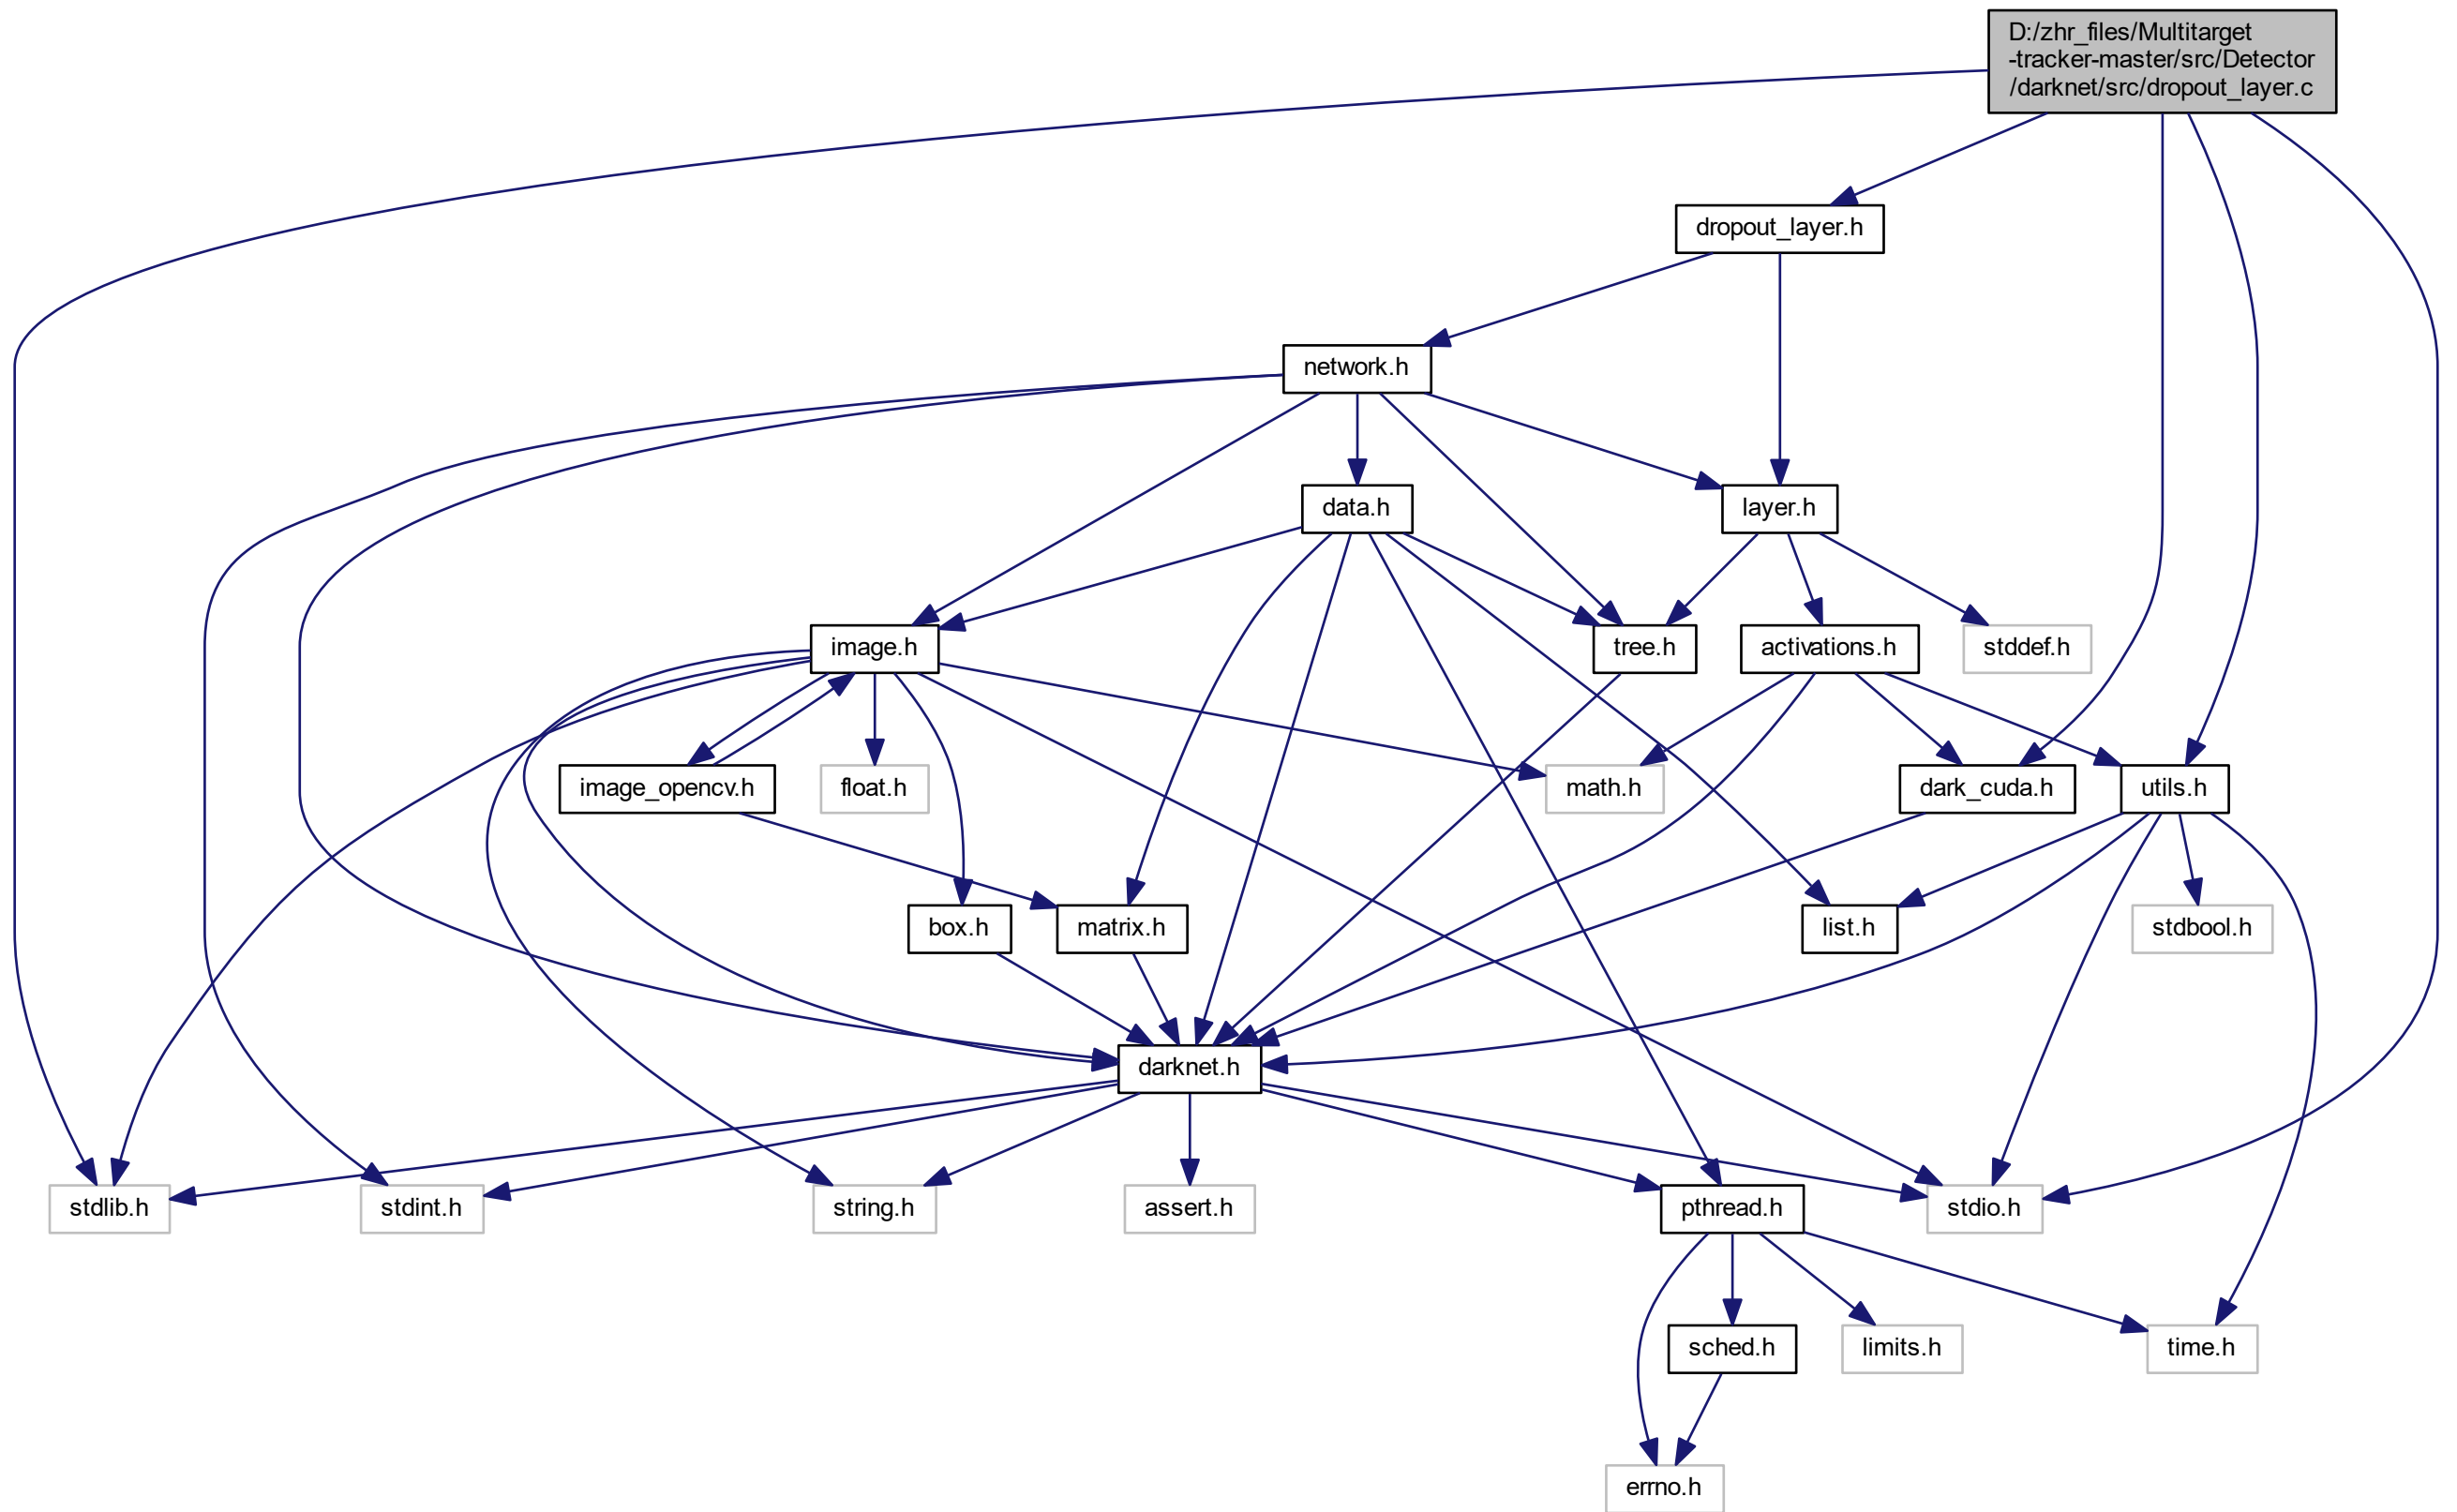 D:/zhr_files/Multitarget
-tracker-master/src/Detector
/darknet/src/dropout_layer.c
dropout_layer.h
network.h
data.h
layer.h
image.h
tree.h
activations.h
stddef.h
image_opencv.h
float.h
math.h
dark_cuda.h
utils.h
box.h
matrix.h
list.h
stdbool.h
darknet.h
stdlib.h
stdint.h
string.h
assert.h
pthread.h
stdio.h
sched.h
limits.h
time.h
errno.h